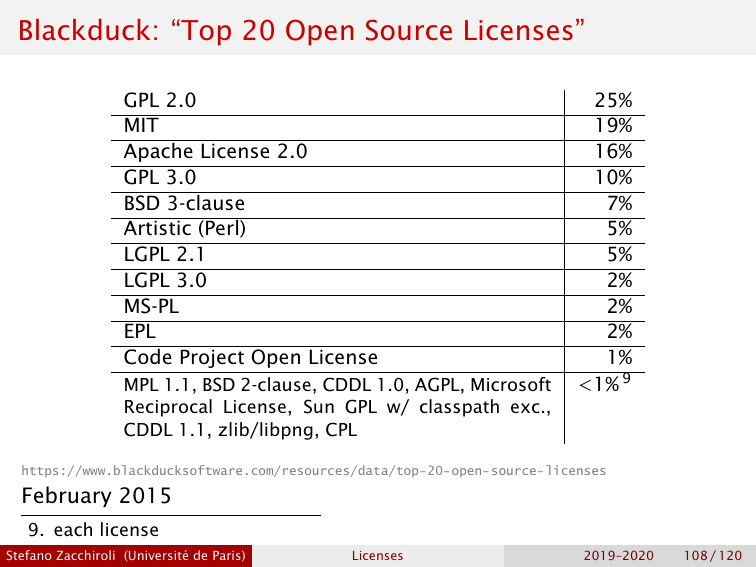 Blackduck: “Top 20 Open Source Licenses”
GPL 2.0 25%
MIT 19%
Apache License 2.0 16%
GPL 3.0 10%
BSD 3-clause 7%
Artistic (Perl) 5%
LGPL 2.1 5%
LGPL 3.0 2%
MS-PL 2%
EPL 2%
Code Project Open License 1%
MPL 1.1, BSD 2-clause, CDDL 1.0, AGPL, Microsoft <1%9
Reciprocal License, Sun GPL w/ classpath exc.,
CDDL 1.1, zlib/libpng, CPL
https://www.blackducksoftware.com/resources/data/top-20-open-source-licenses
February 2015
9. each license
Stefano Zacchiroli (Université de Paris) Licenses 2019–2020 108 / 120